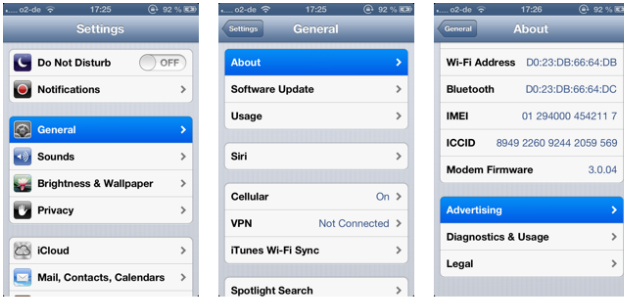 o2-de 17:25 92 %
Settings
Do Not Disturb OFF
Notifications
General
Sounds
Brightness & Wallpaper
Privacy
iCloud
Mail, Contacts, Calendars
o2-de 17:25 92 %
Settings General
About
Software Update
Usage
Siri
Cellular On
VPN Not Connected
iTunes Wi-Fi Sync
Spotlight Search
o2-de 17:26 92 %
General About
Wi-Fi Address D0:23:DB:66:64:DB
Bluetooth D0:23:DB:66:64:DC
IMEI 01 294000 454211 7
ICCID 8949 2260 9244 2059 569
Modem Firmware 3.0.04
Advertising
Diagnostics & Usage
Legal